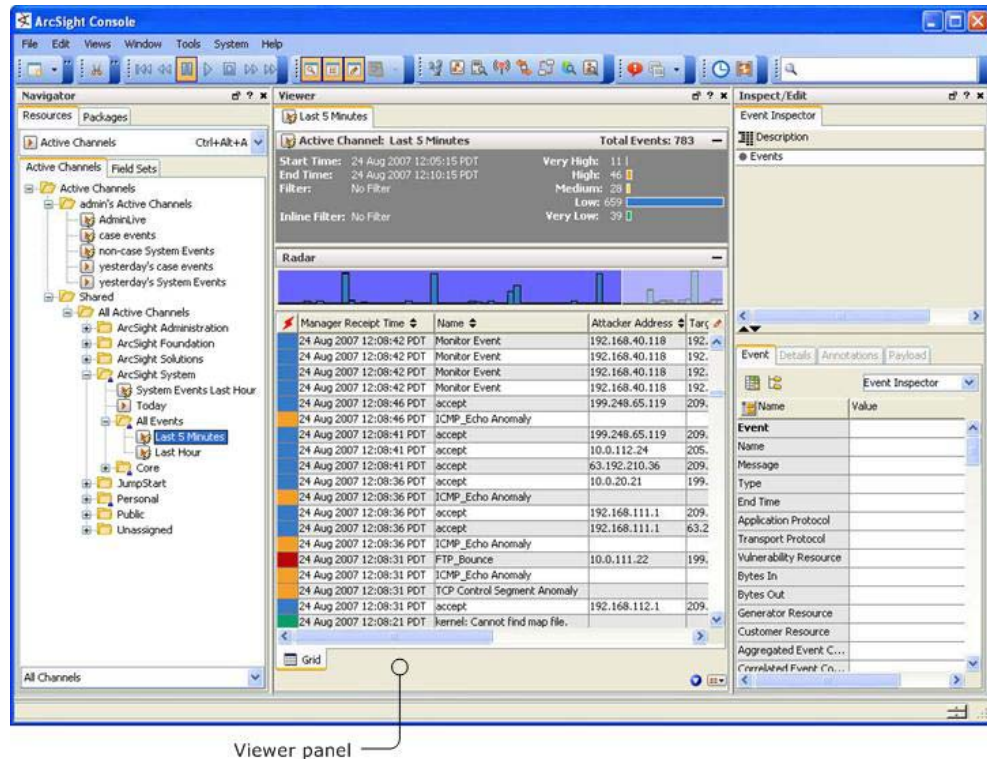 ArcSight Console
File Edit Views Window Tools System Help
Navigator
Resources Packages
Active Channels Ctrl+Alt+A
Active Channels Field Sets
Active Channels
admin's Active Channels
AdminLive
case events
non-case System Events
yesterday's case events
yesterday's System Events
Shared
All Active Channels
ArcSight Administration
ArcSight Foundation
ArcSight Solutions
ArcSight System
System Events Last Hour
Today
All Events
Last 5 Minutes
Last Hour
Core
JumpStart
Personal
Public
Unassigned
All Channels
Viewer
Last 5 Minutes
Active Channel: Last 5 Minutes Total Events: 783
Start Time: 24 Aug 2007 12:05:15 PDT Very High: 11
End Time: 24 Aug 2007 12:10:15 PDT High: 46
Filter: No Filter Medium: 28
Low: 659
Inline Filter: No Filter Very Low: 39
Radar
Manager Receipt Time Name Attacker Address Targ
24 Aug 2007 12:08:42 PDT Monitor Event 192.168.40.118 192.
24 Aug 2007 12:08:42 PDT Monitor Event 192.168.40.118 192.
24 Aug 2007 12:08:42 PDT Monitor Event 192.168.40.118 192.
24 Aug 2007 12:08:42 PDT Monitor Event 192.168.40.118 192.
24 Aug 2007 12:08:46 PDT accept 199.248.65.119 209.
24 Aug 2007 12:08:46 PDT ICMP_Echo Anomaly
24 Aug 2007 12:08:41 PDT accept 199.248.65.119 209.
24 Aug 2007 12:08:41 PDT accept 10.0.112.24 205.
24 Aug 2007 12:08:41 PDT accept 63.192.210.36 209.
24 Aug 2007 12:08:36 PDT accept 10.0.20.21 199.
24 Aug 2007 12:08:36 PDT ICMP_Echo Anomaly
24 Aug 2007 12:08:36 PDT accept 192.168.111.1 209.
24 Aug 2007 12:08:36 PDT accept 192.168.111.1 63.2
24 Aug 2007 12:08:36 PDT ICMP_Echo Anomaly
24 Aug 2007 12:08:31 PDT FTP_Bounce 10.0.111.22 199.
24 Aug 2007 12:08:31 PDT ICMP_Echo Anomaly
24 Aug 2007 12:08:31 PDT TCP Control Segment Anomaly
24 Aug 2007 12:08:31 PDT accept 192.168.112.1 209.
24 Aug 2007 12:08:21 PDT kernel: Cannot find map file.
Grid
Inspect/Edit
Event Inspector
Description
Events
Event Details Annotations Payload
Event Inspector
Name Value
Event
Name
Message
Type
End Time
Application Protocol
Transport Protocol
Vulnerability Resource
Bytes In
Bytes Out
Generator Resource
Customer Resource
Aggregated Event C...
Correlated Event Co...
Viewer panel